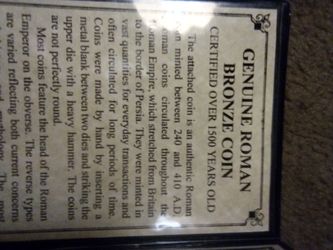 GENUINE ROMAN
BRONZE COIN
CERTIFIED OVER 1500 YEARS OLD
The attached coin is an authentic Roman
minted between 240 and 410 A.D.
coins circulated throughout the
Empire, which stretched from Britain
to the border of Persia. They were minted in
vast quantities for everyday transactions and
often circulated for long periods of time.
Coins were made by hand by inserting
metal blank between two dies and striking the
upper die with a heavy hammer. The coins
are not perfectly round.
Most coins feature the head of the Roman
Emperor on the obverse. The reverse types
are varied reflecting both current concerns
mythology. The most